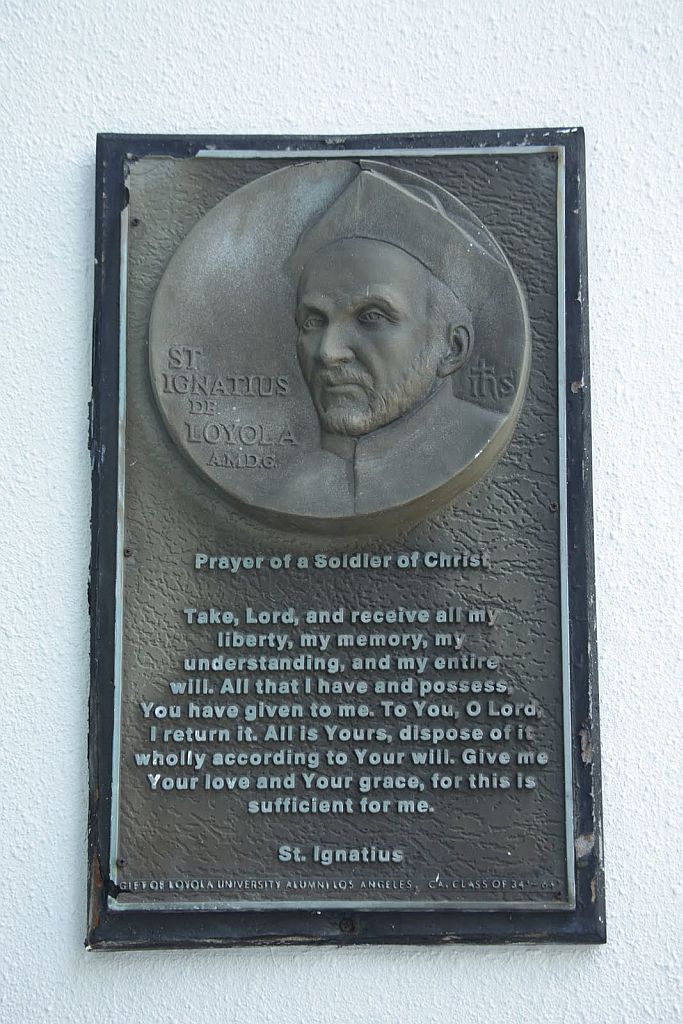 ST
IGNATIUS
DE
LOYOLA
A.M.D.G.
ihs
Prayer of a Soldier of Christ
Take, Lord, and receive all my
liberty, my memory, my
understanding, and my entire
will. All that I have and possess,
You have given to me. To You, O Lord,
I return it. All is Yours, dispose of it
wholly according to Your will. Give me
Your love and Your grace, for this is
sufficient for me.
St. Ignatius
GIFT OF LOYOLA UNIVERSITY ALUMNI LOS ANGELES, CA. CLASS OF 34'-64'